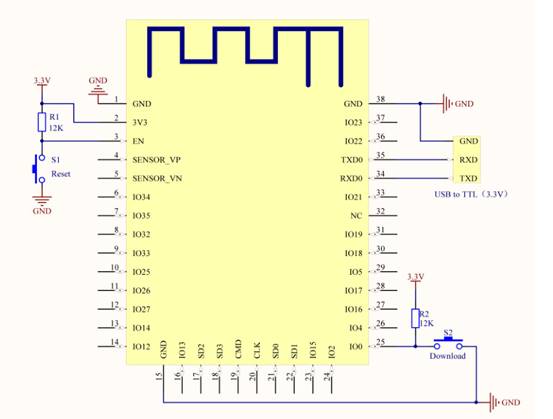 3.3V
GND
R1
12K
S1
Reset
GND
1 GND
2 3V3
3 EN
4 SENSOR_VP
5 SENSOR_VN
6 IO34
7 IO35
8 IO32
9 IO33
10 IO25
11 IO26
12 IO27
13 IO14
14 IO12
GND 38
IO23 37
IO22 36
TXD0 35
RXD0 34
IO21 33
NC 32
IO19 31
IO18 30
IO5 29
IO17 28
IO16 27
IO4 26
IO0 25
GND
GND
RXD
TXD
USB to TTL (3.3V)
3.3V
R2
12K
S2
Download
GND IO13 SD2 SD3 CMD CLK SD0 SD1 IO15 IO2
15 16 17 18 19 20 21 22 23 24
GND